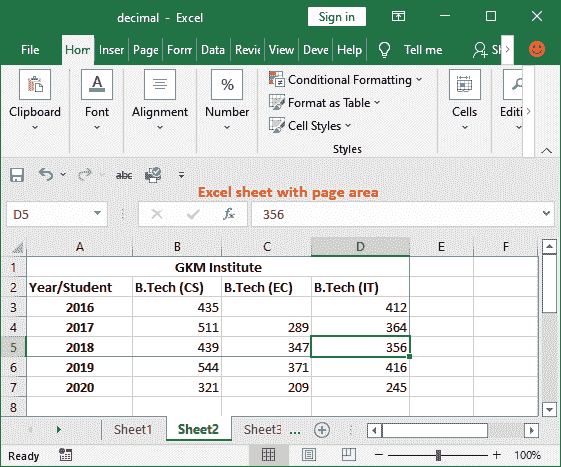 decimal - Excel
Sign in
File Hom Inser Page Forn Data Revie View Deve Help Tell me Sh
Clipboard
Font
Alignment
%
Number
Conditional Formatting
Format as Table
Cell Styles
Styles
Cells
Editi
abc
Excel sheet with page area
D5 fx 356
A B C D E F
1 GKM Institute
2 Year/Student B.Tech (CS) B.Tech (EC) B.Tech (IT)
3 2016 435 412
4 2017 511 289 364
5 2018 439 347 356
6 2019 544 371 416
7 2020 321 209 245
8
Sheet1 Sheet2 Sheet3 ...
Ready 100%